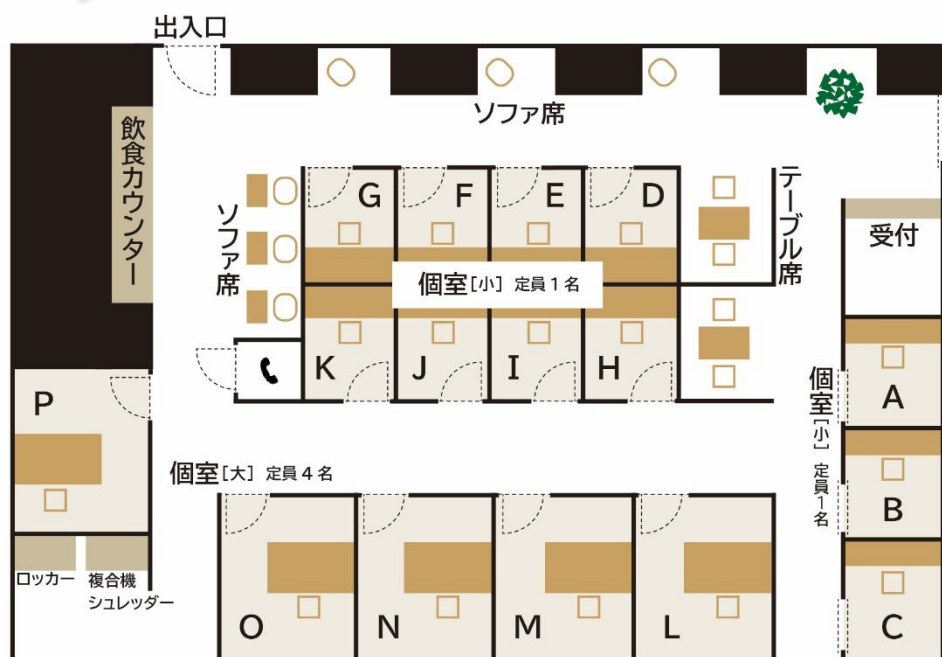 出入口
ソファ席
飲食カウンター
ソファ席
G
F
E
D
テーブル席
受付
個室[小] 定員1名
K
J
I
H
P
個室[小] 定員1名
A
B
C
個室[大] 定員4名
ロッカー
複合機
シュレッダー
O
N
M
L